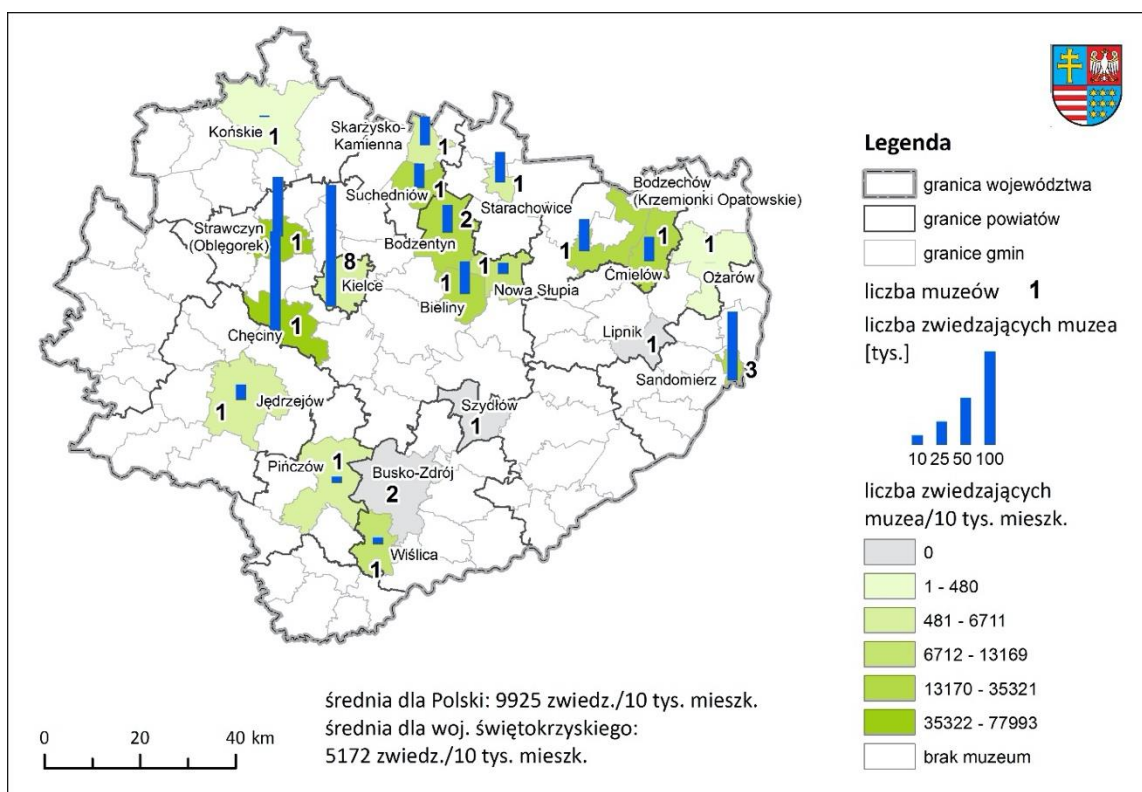 Końskie
1
Skarżysko-
Kamienna
1
Suchedniów
1
Starachowice
1
Bodzechów
(Krzemionki Opatowskie)
Strawczyn
(Oblęgorek)
1
Bodzentyn
2
8
Kielce
1
Bieliny
1
Nowa Słupia
1
Ćmielów
1
1
Ożarów
Chęciny
1
Lipnik
1
Sandomierz
3
Jędrzejów
1
Szydłów
1
Pińczów
1
Busko-Zdrój
2
Wiślica
1
średnia dla Polski: 9925 zwiedz./10 tys. mieszk.
średnia dla woj. świętokrzyskiego:
5172 zwiedz./10 tys. mieszk.
0 20 40 km
Legenda
granica województwa
granice powiatów
granice gmin
liczba muzeów 1
liczba zwiedzających muzea
[tys.]
10 25 50 100
liczba zwiedzających
muzea/10 tys. mieszk.
0
1 - 480
481 - 6711
6712 - 13169
13170 - 35321
35322 - 77993
brak muzeum